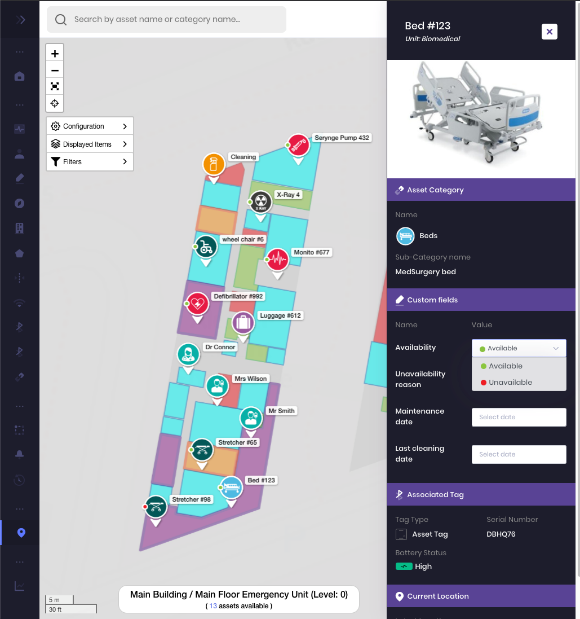 Search by asset name or category name...
Configuration
Displayed Items
Filters
Serynge Pump 432
Cleaning
X-Ray 4
wheel chair #6
Monito #677
Defibrillator #992
Luggage #612
Dr Connor
Mrs Wilson
Mr Smith
Stretcher #65
Bed #123
Stretcher #98
5 m
30 ft
Main Building / Main Floor Emergency Unit (Level: 0)
( 13 assets available )
Bed #123
Unit: Biomedical
Asset Category
Name
Beds
Sub-Category name
MedSurgery bed
Custom fields
Name Value
Availability Available
Available
Unavailable
Unavailability
reason
Maintenance
date
Select date
Last cleaning
date
Select date
Associated Tag
Tag Type Serial Number
Asset Tag DBHQ76
Battery Status
High
Current Location